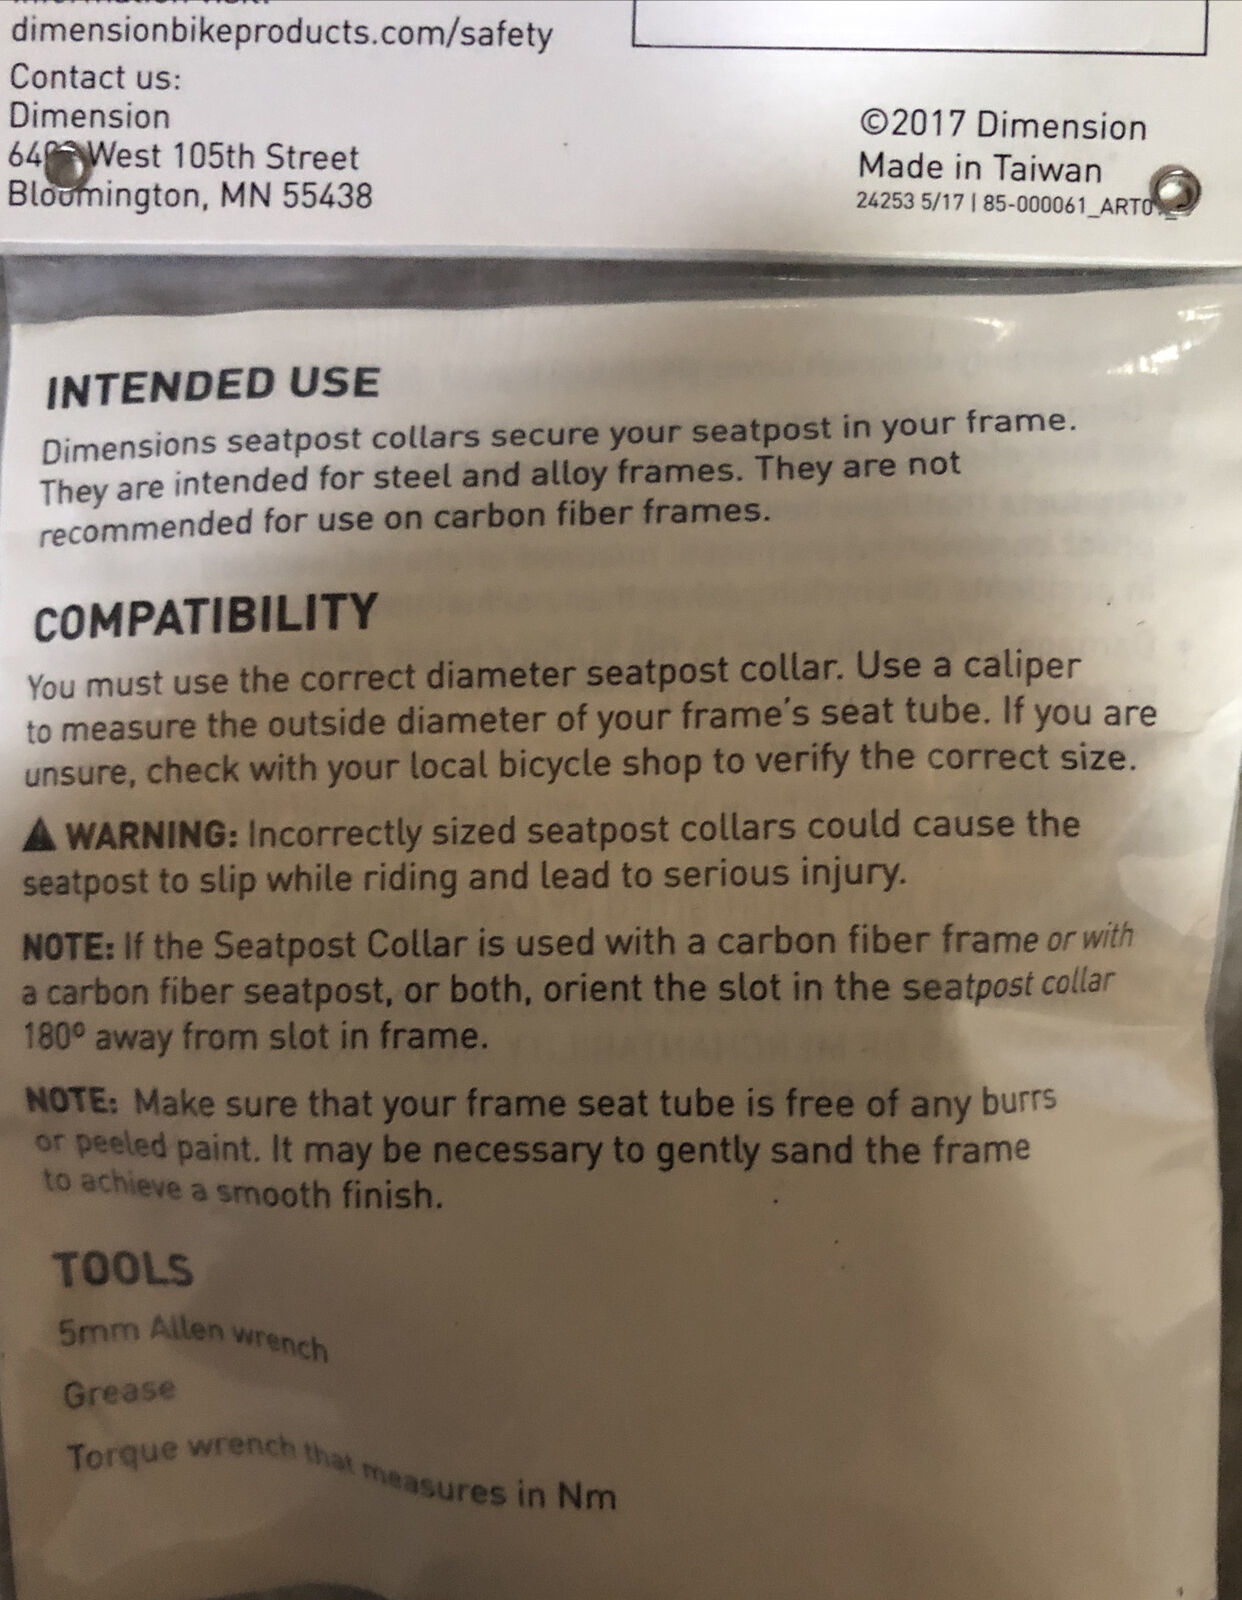 dimensionbikeproducts.com/safety
Contact us:
Dimension
West 105th Street
Bloomington, MN 55438
©2017 Dimension
Made in Taiwan
24253 5/17 | 85-000061_ART0
INTENDED USE
Dimensions seatpost collars secure your seatpost in your frame.
They are intended for steel and alloy frames. They are not
recommended for use on carbon fiber frames.
COMPATIBILITY
You must use the correct diameter seatpost collar. Use a caliper
to measure the outside diameter of your frame's seat tube. If you are
unsure, check with your local bicycle shop to verify the correct size.
⚠ WARNING: Incorrectly sized seatpost collars could cause the
seatpost to slip while riding and lead to serious injury.
NOTE: If the Seatpost Collar is used with a carbon fiber frame or with
a carbon fiber seatpost, or both, orient the slot in the seatpost collar
180º away from slot in frame.
NOTE: Make sure that your frame seat tube is free of any burrs
or peeled paint. It may be necessary to gently sand the frame
to achieve a smooth finish.
TOOLS
5mm Allen wrench
Grease
Torque wrench that measures in Nm